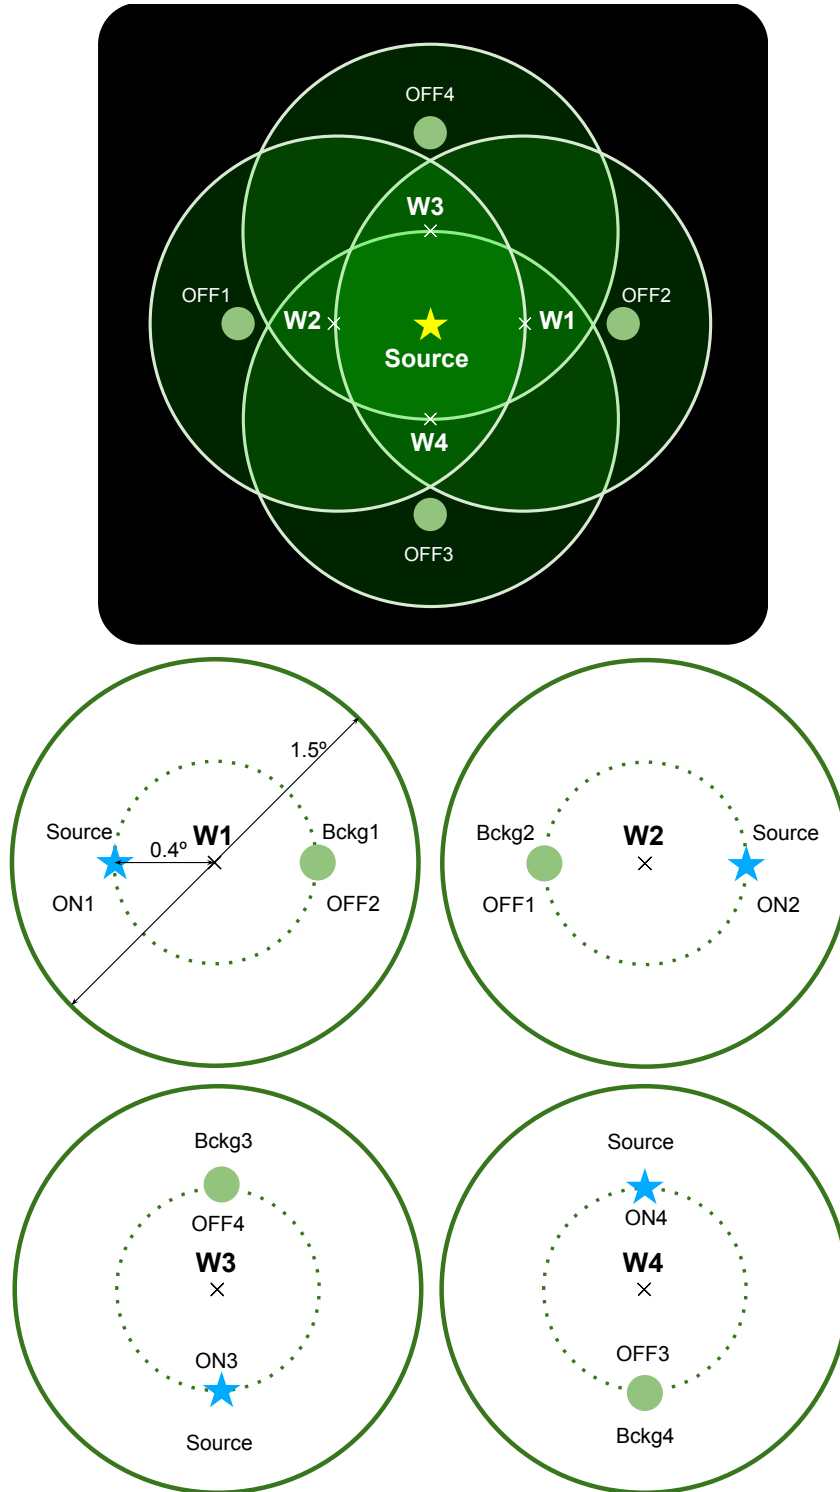 OFF4
W3
OFF1
OFF2
W2
W1
Source
W4
OFF3
1.5º
W1
Source
0.4º
Bckg1
ON1
OFF2
W2
Bckg2
Source
OFF1
ON2
Bckg3
OFF4
W3
ON3
Source
Source
ON4
W4
OFF3
Bckg4